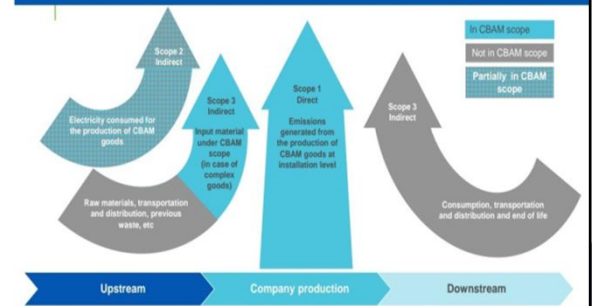 In CBAM scope
Not in CBAM scope
Partially in CBAM
scope
Scope 2
Indirect
Electricity consumed for
the production of CBAM
goods
Scope 3
Indirect
Input material
under CBAM
scope
(in case of
complex
goods)
Raw materials, transportation
and distribution, previous
waste, etc
Scope 1
Direct
Emissions
generated from
the production of
CBAM goods at
installation level
Scope 3
Indirect
Consumption, transportation
and distribution and end of life
Upstream
Company production
Downstream